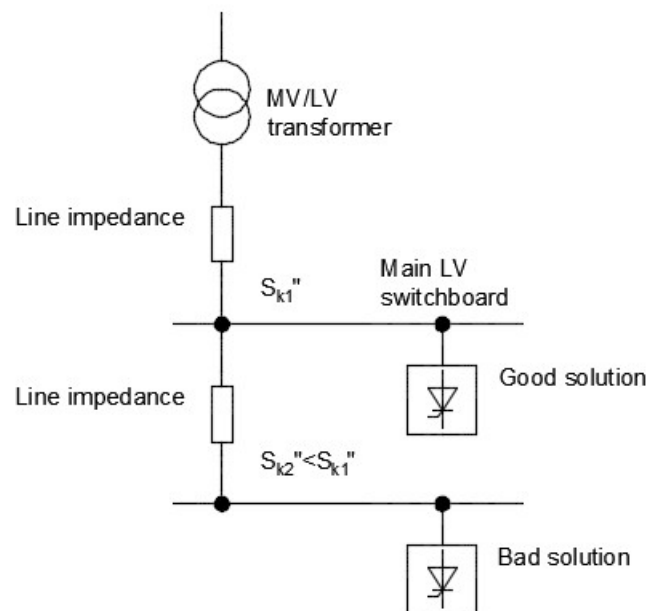 MV/LV
transformer
Line impedance
Sk1"
Main LV
switchboard
Good solution
Line impedance
Sk2"<Sk1"
Bad solution